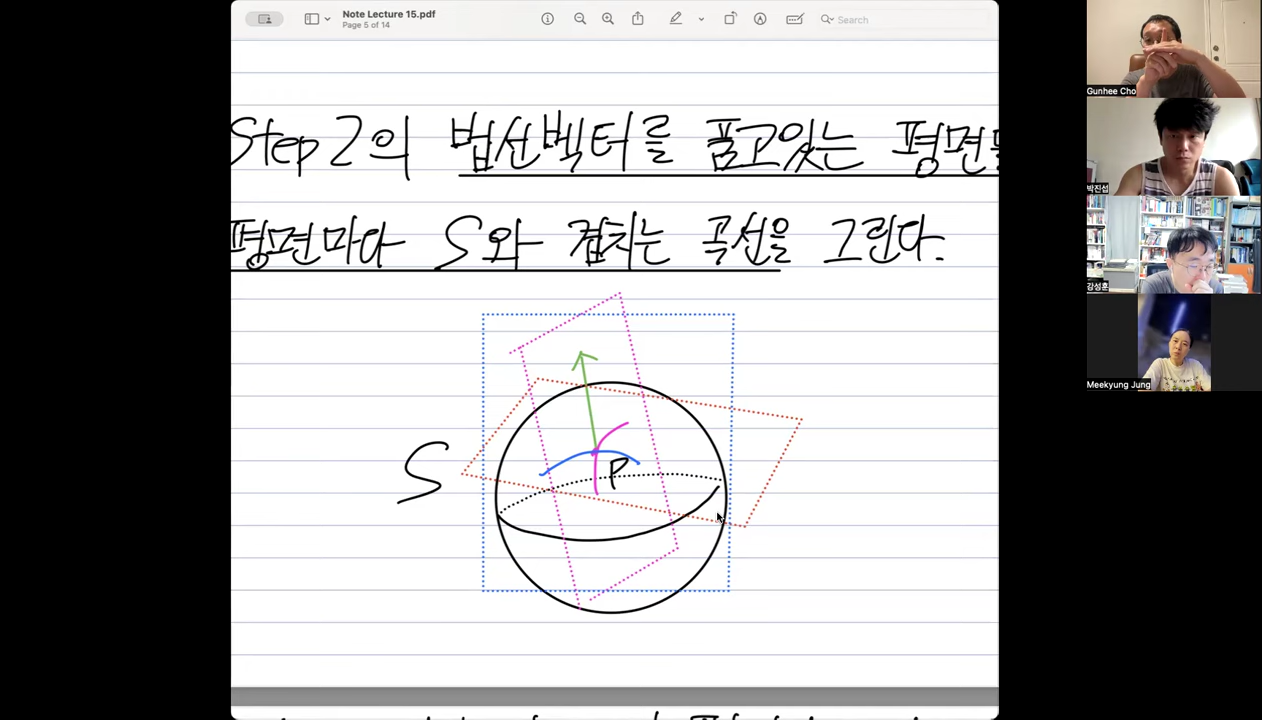 Note Lecture 15.pdf
Page 5 of 14
Search
Step 2의 법선벡터를 품고있는 평면
평면마다 S와 겹치는 곡선을 그린다.
S
P
Gunhee Cho
박진섭
강성훈
Meekyung Jung